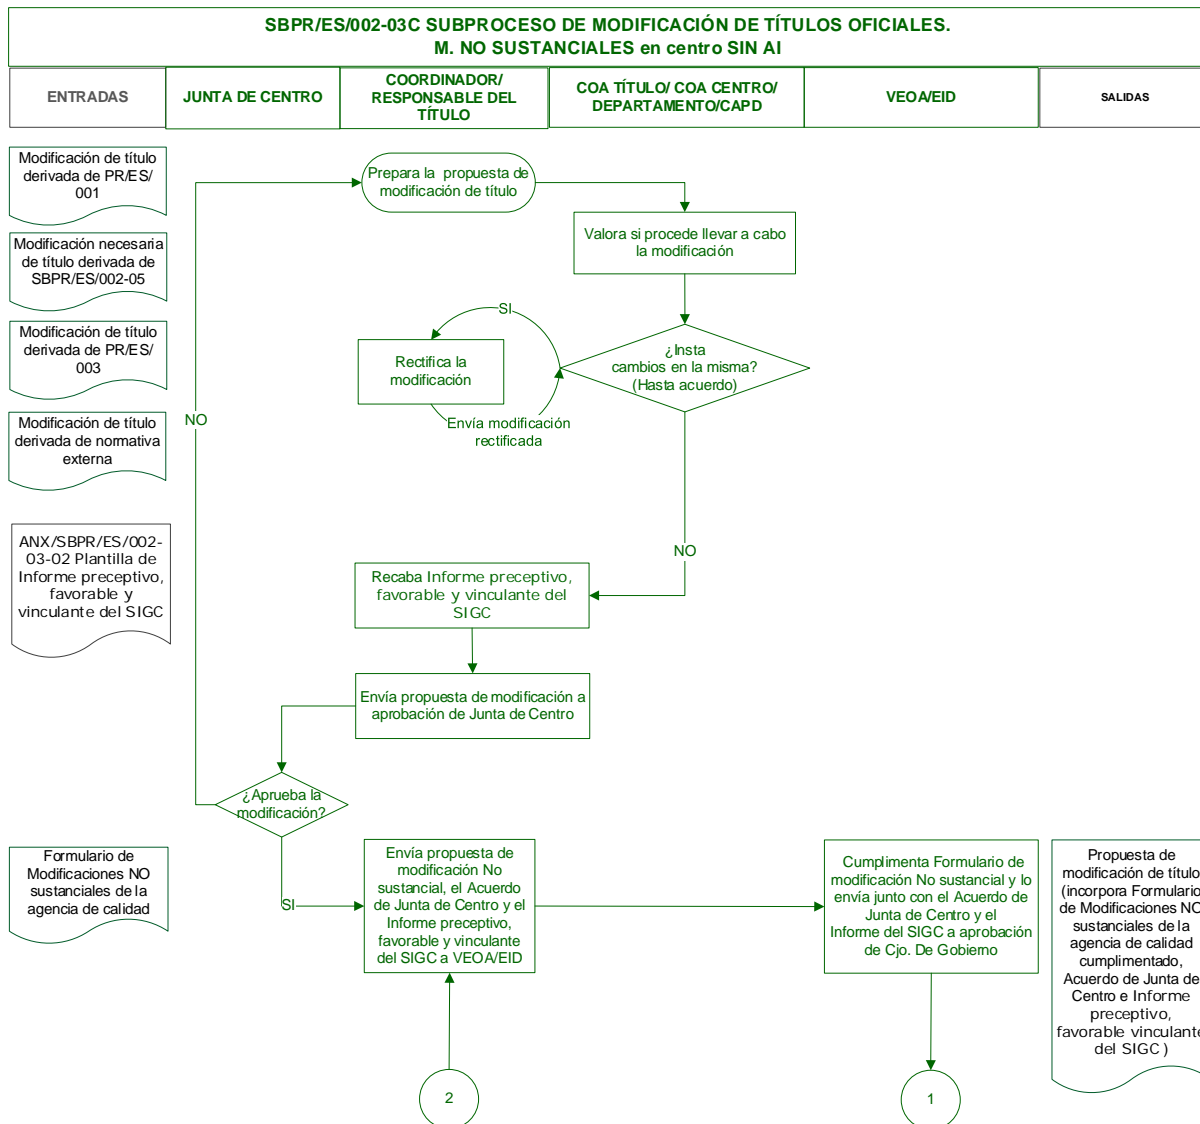 SBPR/ES/002-03C SUBPROCESO DE MODIFICACIÓN DE TÍTULOS OFICIALES.
M. NO SUSTANCIALES en centro SIN AI
ENTRADAS
JUNTA DE CENTRO
COORDINADOR/
RESPONSABLE DEL
TÍTULO
COA TÍTULO/ COA CENTRO/
DEPARTAMENTO/CAPD
VEOA/EID
SALIDAS
Modificación de título
derivada de PR/ES/
001
Prepara la propuesta de
modificación de título
Valora si procede llevar a cabo
la modificación
Modificación necesaria
de título derivada de
SBPR/ES/002-05
SI
Modificación de título
derivada de PR/ES/
003
Rectifica la
modificación
¿Insta
cambios en la misma?
(Hasta acuerdo)
NO
Envía modificación
rectificada
Modificación de título
derivada de normativa
externa
NO
ANX/SBPR/ES/002-
03-02 Plantilla de
Informe preceptivo,
favorable y
vinculante del SIGC
Recaba Informe preceptivo,
favorable y vinculante del
SIGC
Envía propuesta de modificación a
aprobación de Junta de Centro
¿Aprueba la
modificación?
SI
Formulario de
Modificaciones NO
sustanciales de la
agencia de calidad
Envía propuesta de
modificación No
sustancial, el Acuerdo
de Junta de Centro y el
Informe preceptivo,
favorable y vinculante
del SIGC a VEOA/EID
Cumplimenta Formulario de
modificación No sustancial y lo
envía junto con el Acuerdo de
Junta de Centro y el
Informe del SIGC a aprobación
de Cjo. De Gobierno
Propuesta de
modificación de título
(incorpora Formulario
de Modificaciones NO
sustanciales de la
agencia de calidad
cumplimentado,
Acuerdo de Junta de
Centro e Informe
preceptivo,
favorable vinculante
del SIGC )
2
1